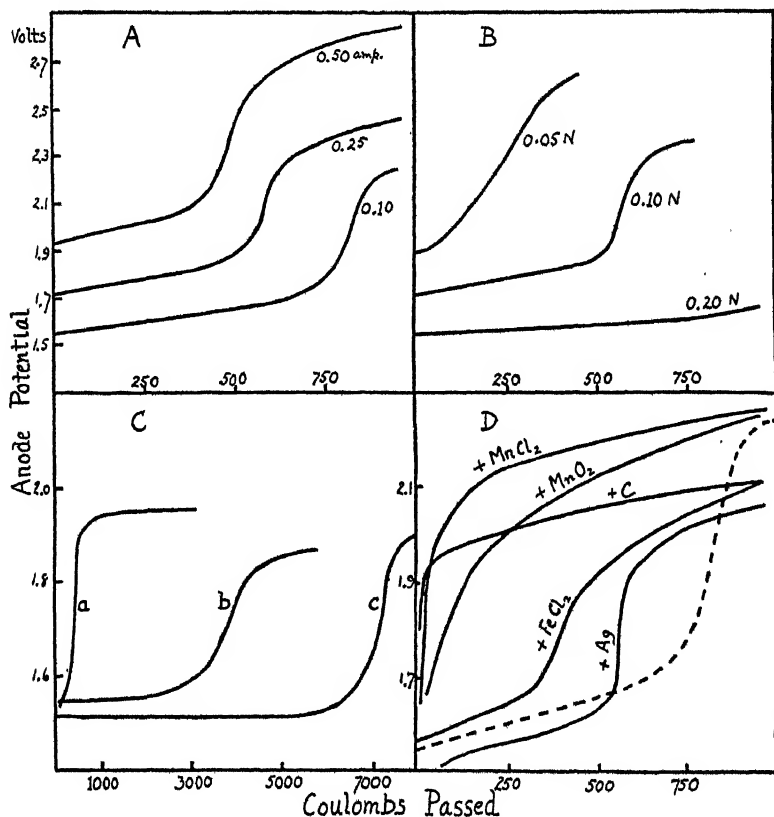 Volts
A
B
2.7
2.5
2.3
2.1
1.9
1.7
1.5
0.50 amp.
0.25
0.10
0.05 N
0.10 N
0.20 N
250
500
750
250
500
750
Anode Potential
C
D
2.0
1.8
1.6
a
b
c
2.1
1.9
1.7
+ MnCl₂
+ MnO₂
+ C
+ FeCl₂
+ Ag
1000
3000
5000
7000
250
500
750
Coulombs Passed